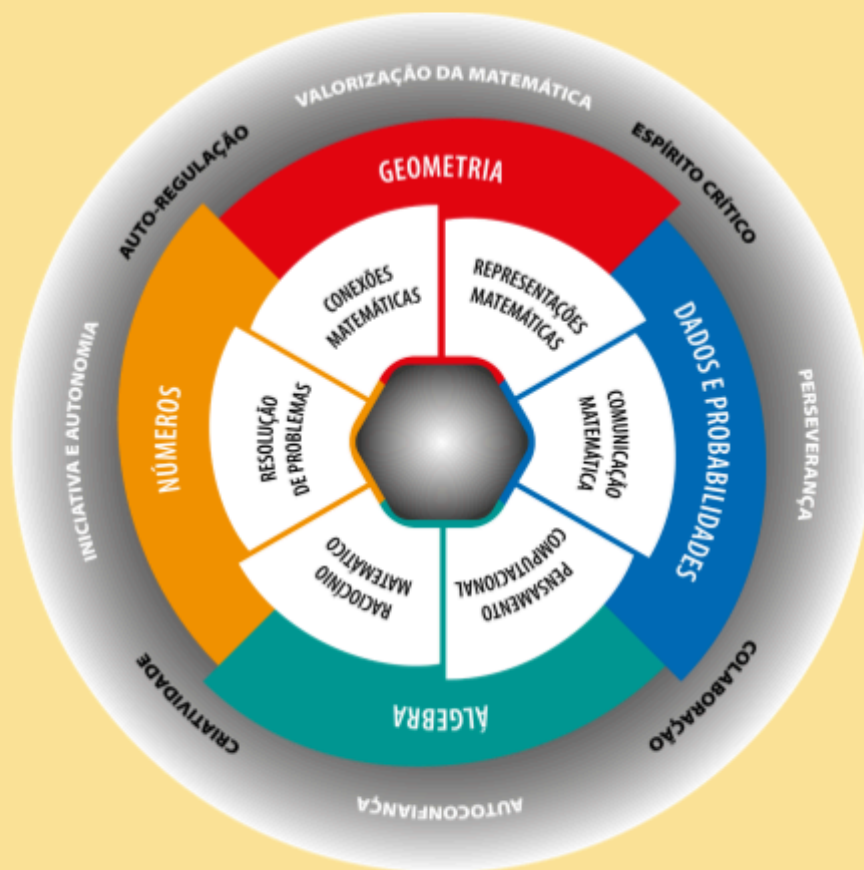 VALORIZAÇÃO DA MATEMÁTICA
ESPÍRITO CRÍTICO
PERSEVERANÇA
COLABORAÇÃO
AUTOCONFIANÇA
CRIATIVIDADE
INICIATIVA E AUTONOMIA
AUTO-REGULAÇÃO
GEOMETRIA
DADOS E PROBABILIDADES
ÁLGEBRA
NÚMEROS
CONEXÕES
MATEMÁTICAS
REPRESENTAÇÕES
MATEMÁTICAS
COMUNICAÇÃO
MATEMÁTICA
PENSAMENTO
COMPUTACIONAL
RACIOCÍNIO
MATEMÁTICO
RESOLUÇÃO
DE PROBLEMAS